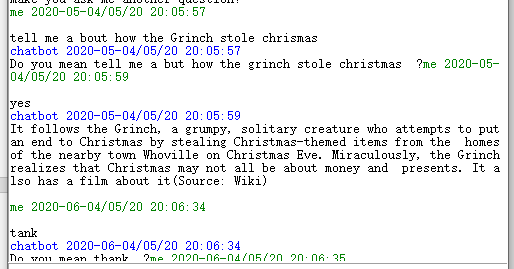 make you ask me another question?
me 2020-05-04/05/20 20:05:57
tell me a bout how the Grinch stole chrismas
chatbot 2020-05-04/05/20 20:05:57
Do you mean tell me a but how the grinch stole christmas  ?me 2020-05-
04/05/20 20:05:59
yes
chatbot 2020-05-04/05/20 20:05:59
It follows the Grinch, a grumpy, solitary creature who attempts to put
an end to Christmas by stealing Christmas-themed items from the  homes
of the nearby town Whoville on Christmas Eve. Miraculously, the Grinch
realizes that Christmas may not all be about money and  presents. It a
lso has a film about it(Source: Wiki)
me 2020-06-04/05/20 20:06:34
tank
chatbot 2020-06-04/05/20 20:06:34
Do you mean thank  ?me 2020-06-04/05/20 20:06:35